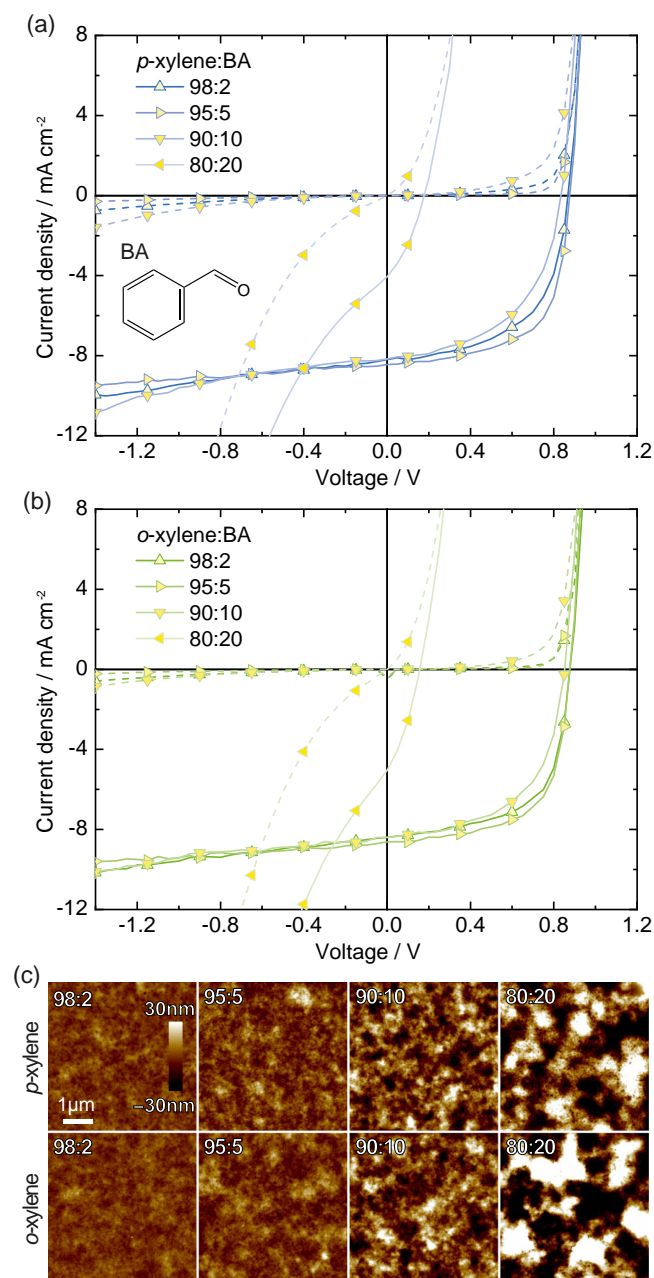 (a)
p-xylene:BA
98:2
95:5
90:10
80:20
BA
O
8
4
0
-4
-8
-12
Current density / mA cm-2
-1.2 -0.8 -0.4 0.0 0.4 0.8 1.2
Voltage / V
(b)
o-xylene:BA
98:2
95:5
90:10
80:20
8
4
0
-4
-8
-12
Current density / mA cm-2
-1.2 -0.8 -0.4 0.0 0.4 0.8 1.2
Voltage / V
(c)
p-xylene
98:2 95:5 90:10 80:20
30nm
−30nm
1µm
o-xylene
98:2 95:5 90:10 80:20